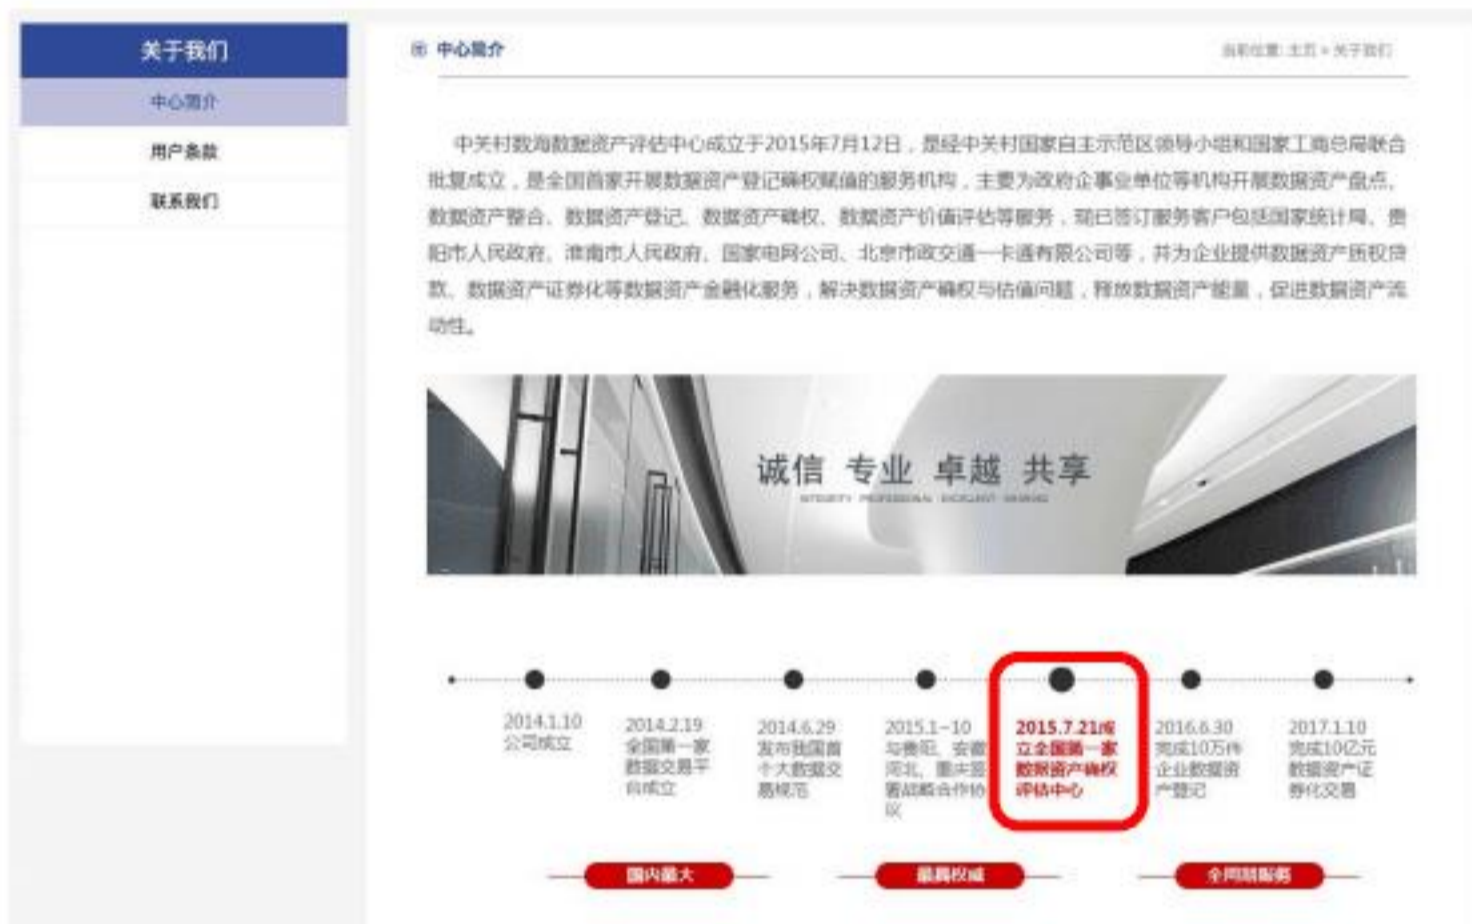 关于我们
中心简介
用户条款
联系我们
中心简介
当前位置: 主页 > 关于我们
中关村数海数据资产评估中心成立于2015年7月12日，是经中关村国家自主示范区领导小组和国家工商总局联合
批复成立，是全国首家开展数据资产登记确权赋值的服务机构，主要为政府企事业单位等机构开展数据资产盘点、
数据资产整合、数据资产登记、数据资产确权、数据资产价值评估等服务，现已签订服务客户包括国家统计局、贵
阳市人民政府、淮南市人民政府、国家电网公司、北京市政交通一卡通有限公司等，并为企业提供数据资产质权贷
款、数据资产证券化等数据资产金融化服务，解决数据资产确权与估值问题，释放数据资产能量，促进数据资产流
动性。
诚信 专业 卓越 共享
INTEGRITY PROFESSIONAL EXCELLENT SHARING
2014.1.10
公司成立
2014.2.19
全国第一家
数据交易平
台成立
2014.6.29
发布我国首
个大数据交
易规范
2015.1-10
与贵阳、安徽
河北、重庆签
署战略合作协
议
2015.7.21成
立全国第一家
数据资产确权
评估中心
2016.6.30
完成10万件
企业数据资
产登记
2017.1.10
完成10亿元
数据资产证
券化交易
国内最大
最具权威
全周期服务